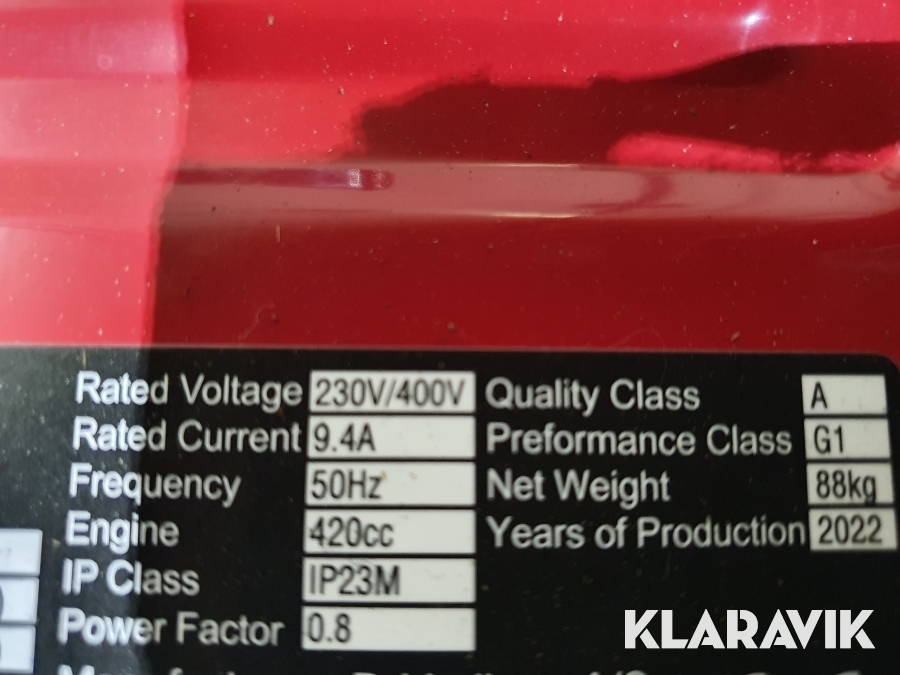 Rated Voltage 230V/400V Quality Class A
Rated Current 9.4A Preformance Class G1
Frequency 50Hz Net Weight 88kg
Engine 420cc Years of Production 2022
IP Class IP23M
Power Factor 0.8
KLARAVIK